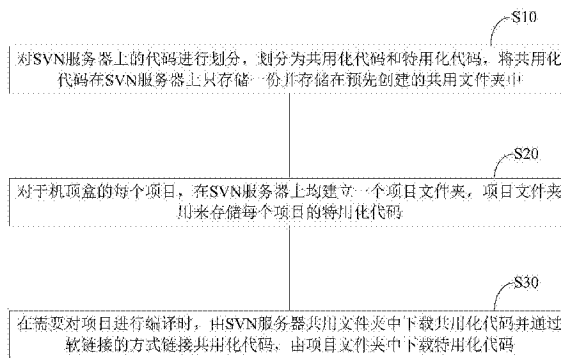 S10
对SVN服务器上的代码进行划分，划分为共用化代码和特用化代码，将共用化
代码在SVN服务器上只存储一份并存储在预先创建的共用文件夹中
S20
对于机顶盒的每个项目，在SVN服务器上均建立一个项目文件夹，项目文件夹
用来存储每个项目的特用化代码
S30
在需要对项目进行编译时，由SVN服务器共用文件夹中下载共用化代码并通过
软链接的方式链接共用化代码，由项目文件夹中下载特用化代码